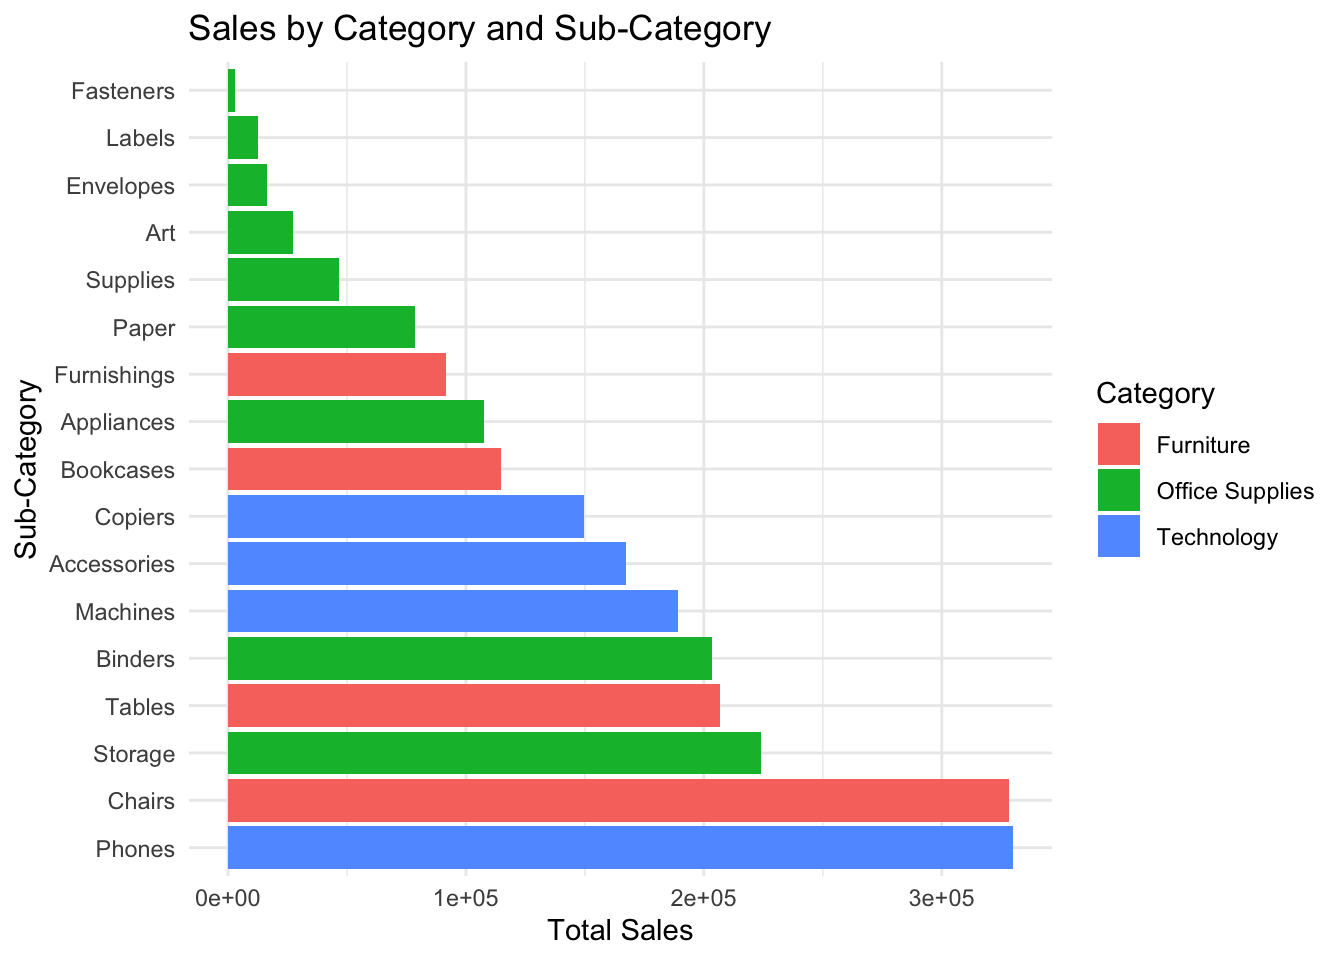 Sales by Category and Sub-Category
Sub-Category
Fasteners
Labels
Envelopes
Art
Supplies
Paper
Furnishings
Appliances
Bookcases
Copiers
Accessories
Machines
Binders
Tables
Storage
Chairs
Phones
0e+00 1e+05 2e+05 3e+05
Total Sales
Category
Furniture
Office Supplies
Technology